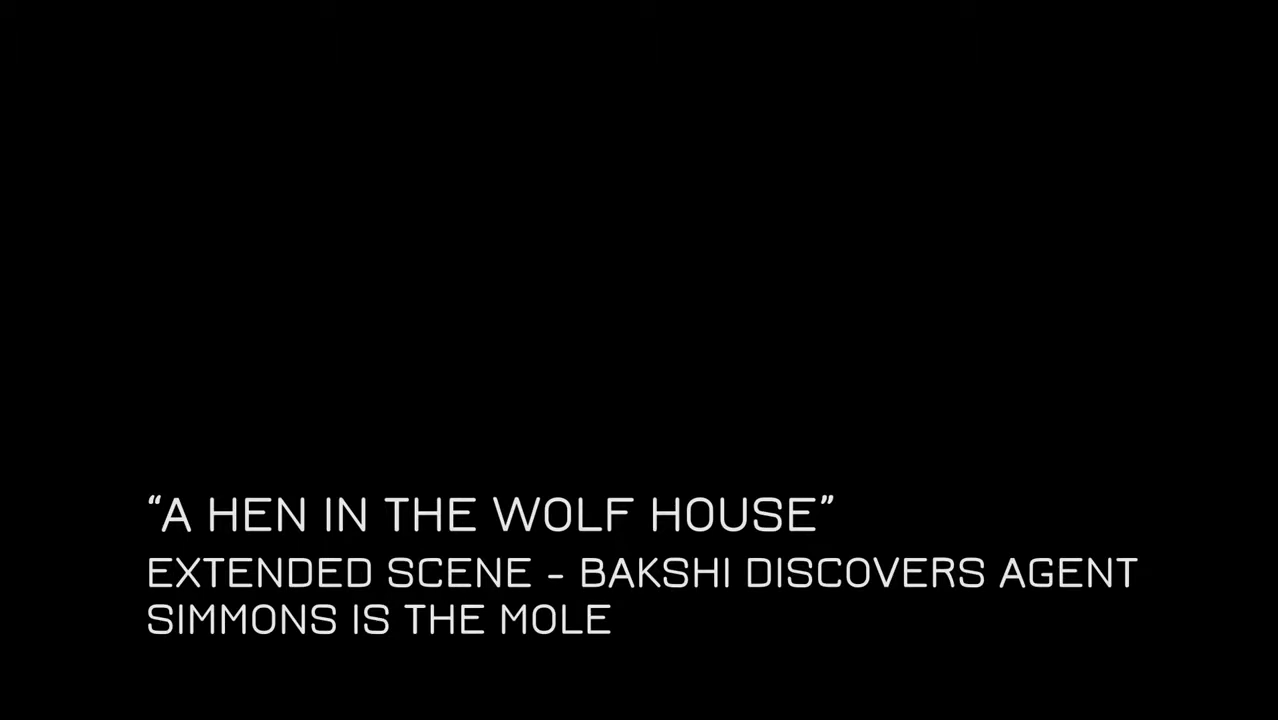 “A HEN IN THE WOLF HOUSE”
EXTENDED SCENE – BAKSHI DISCOVERS AGENT
SIMMONS IS THE MOLE